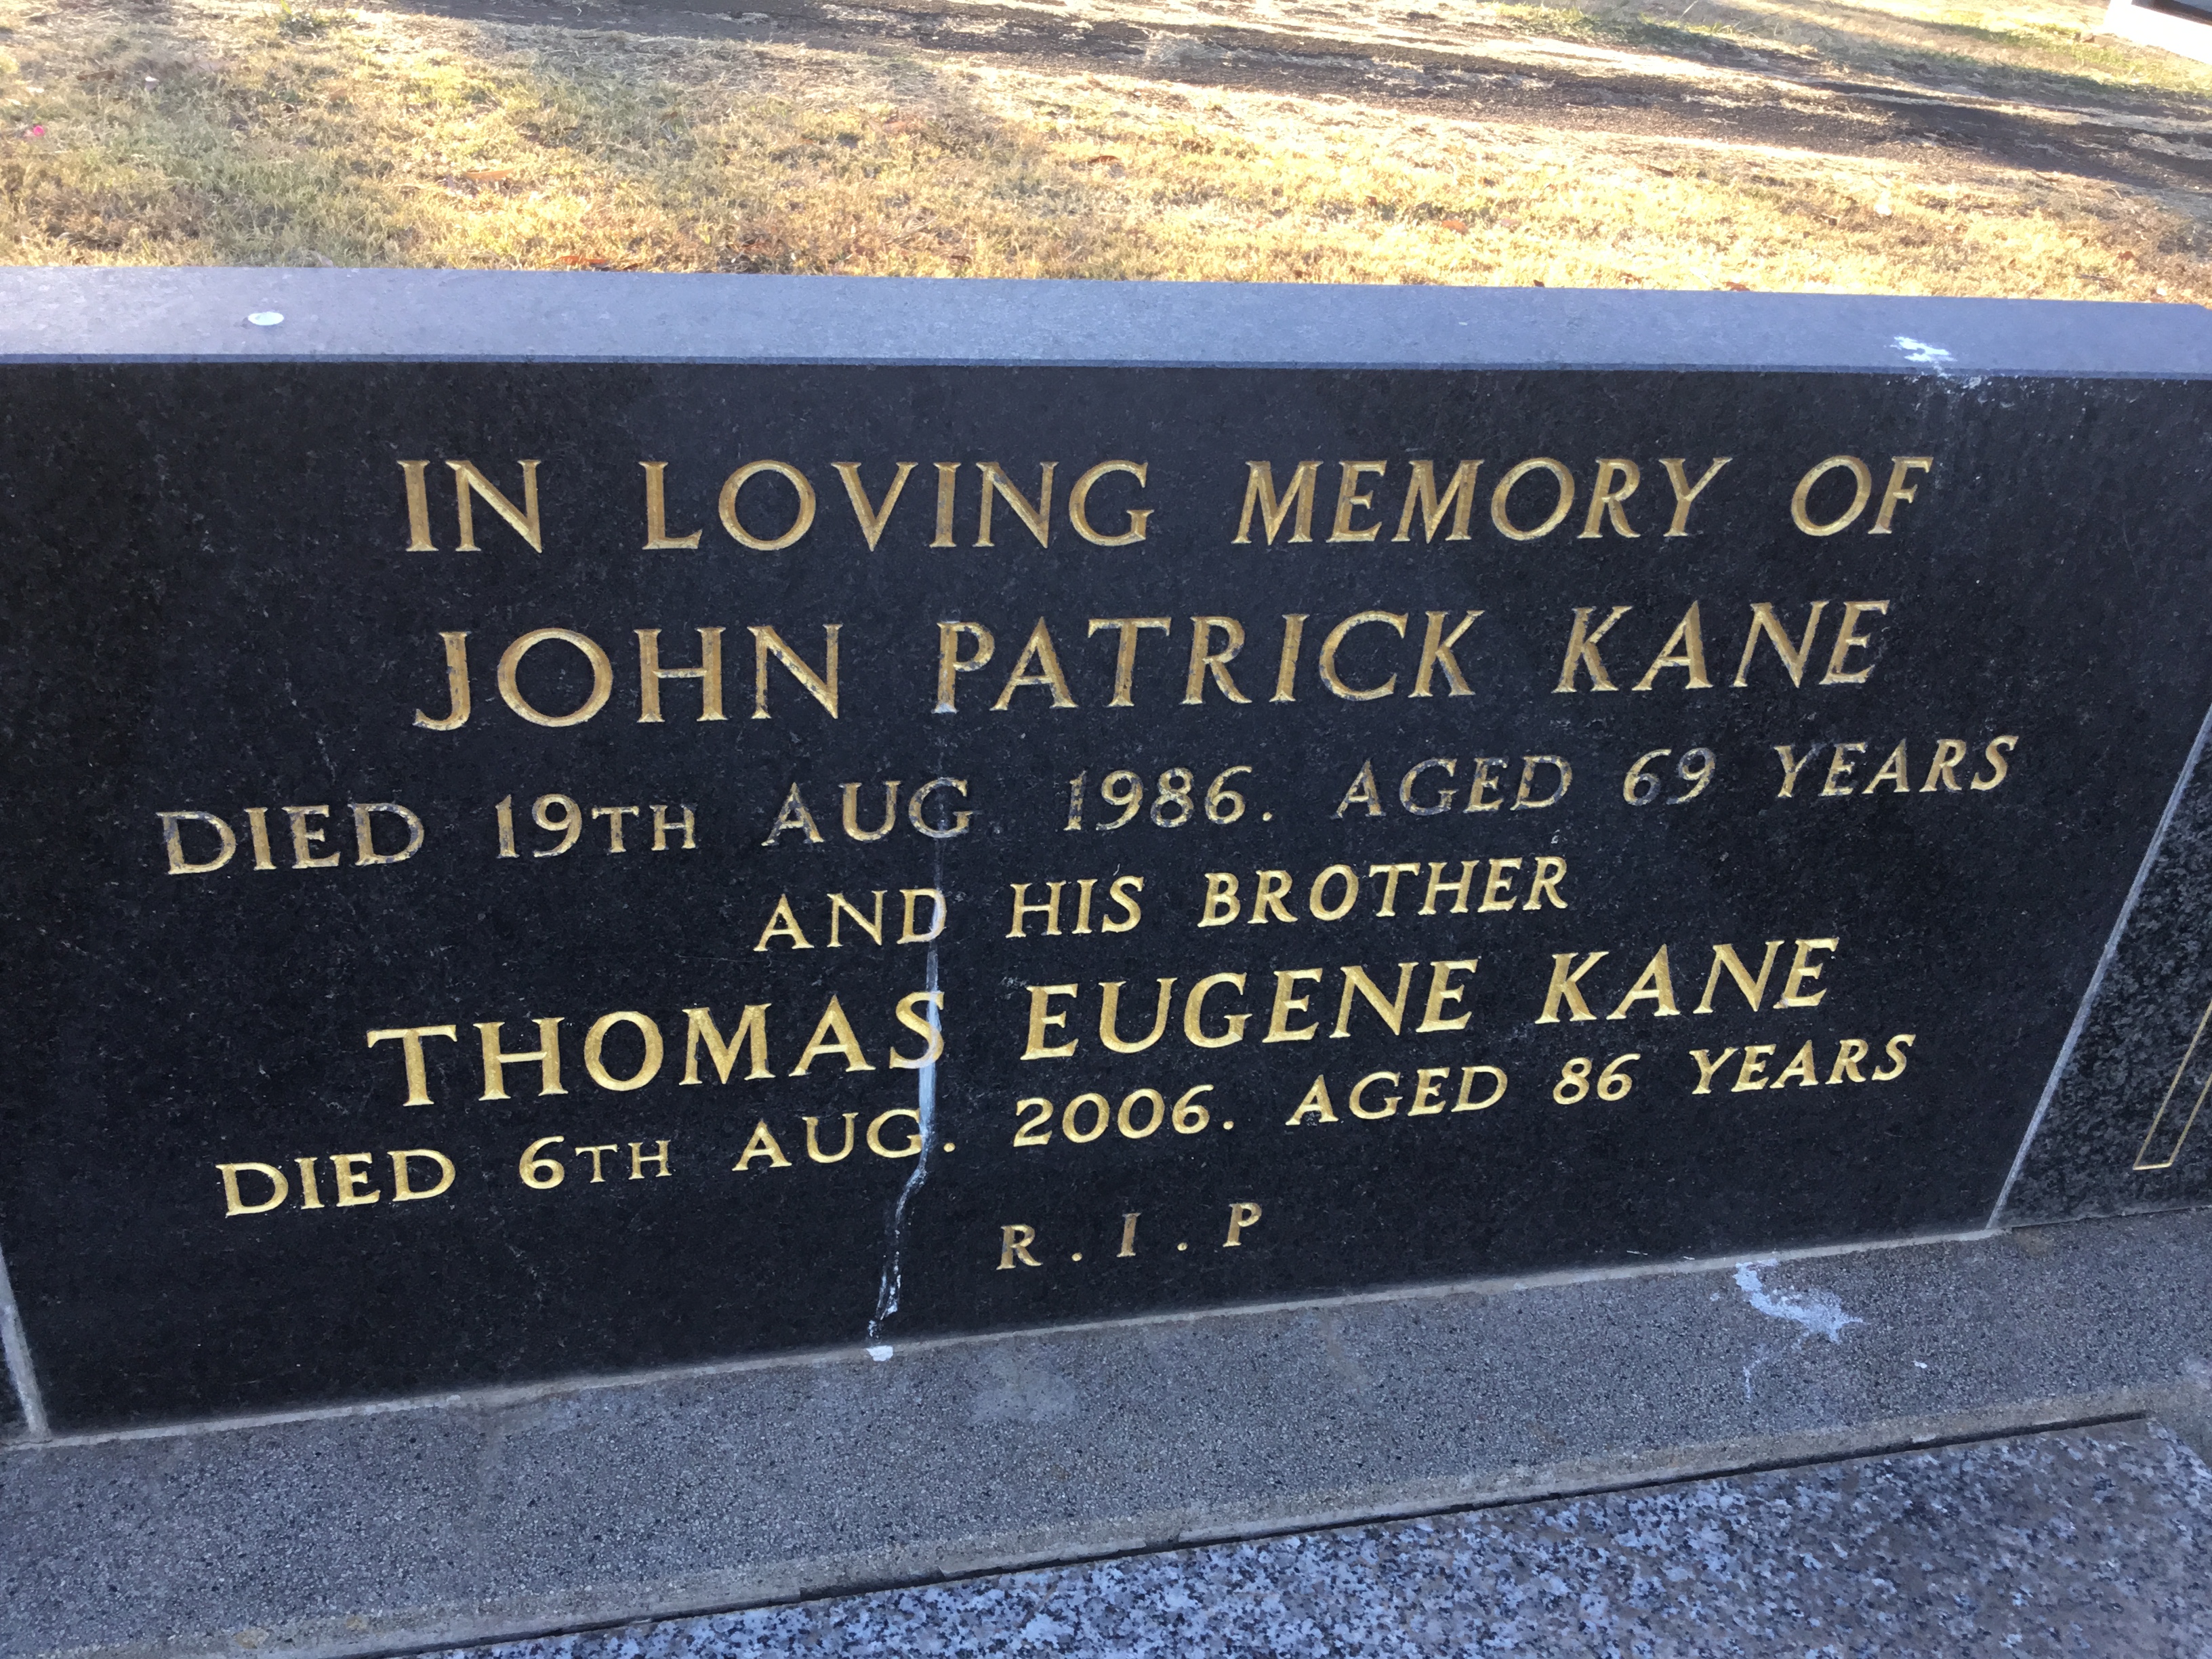 IN LOVING MEMORY OF
JOHN PATRICK KANE
DIED 19TH AUG 1986. AGED 69 YEARS
AND HIS BROTHER
THOMAS EUGENE KANE
DIED 6TH AUG. 2006. AGED 86 YEARS
R.I.P